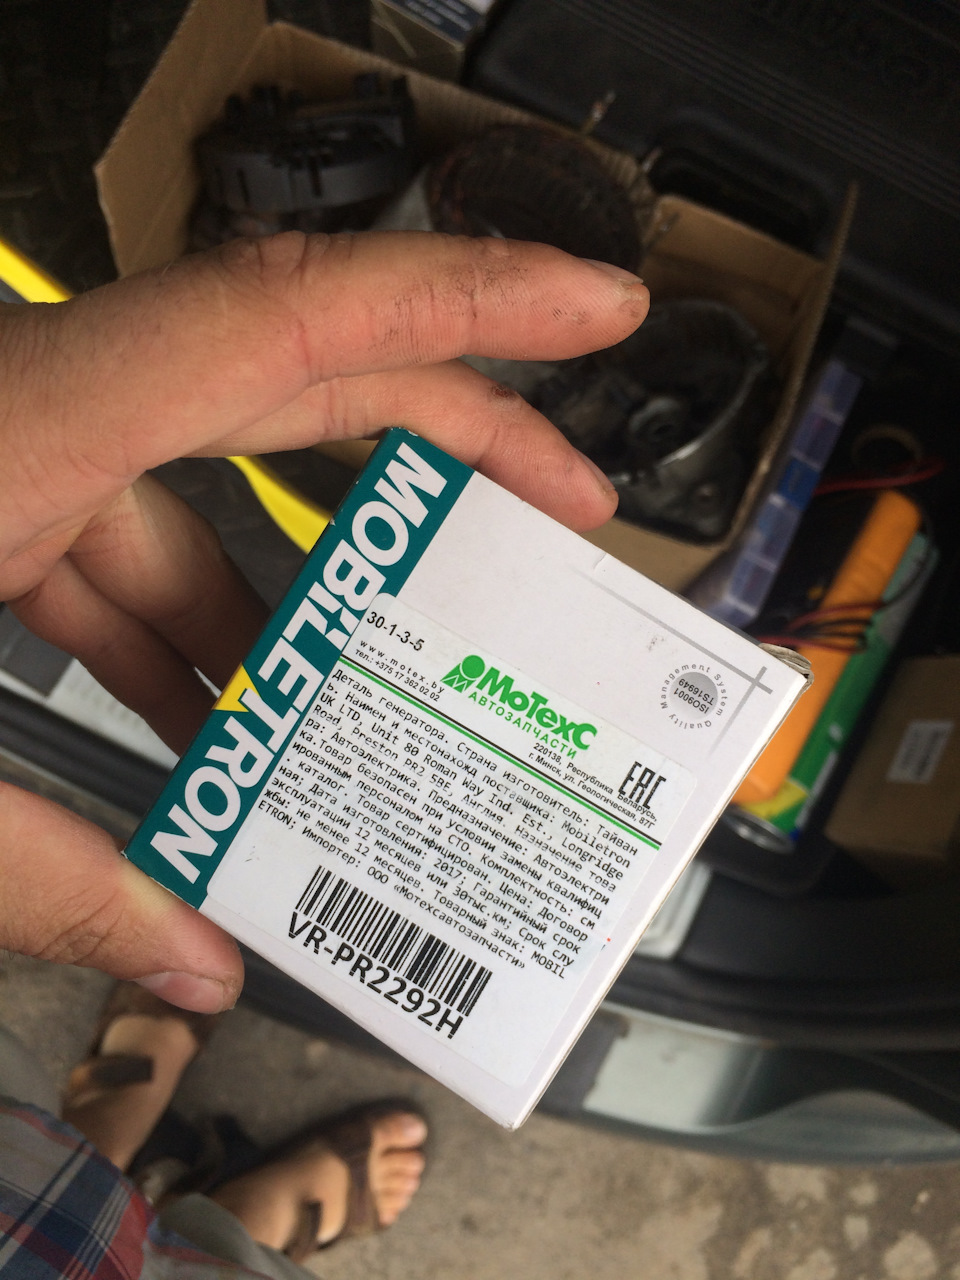 MOBiLETRON
30-1-3-5
www.motex.by
тел.: +375 17 362 02 02
МоТехС
АВТОЗАПЧАСТИ
220138, Республика Беларусь,
г. Минск, ул. Геологическая, 87Г
EAC
Деталь генератора. Страна изготовитель: Тайван
ь. Наимен и местонахожд поставщика: Mobiletron
UK LTD, Unit 80 Roman Way Ind. Est., Longridge
Road, Preston PR2 5BE, Англия. Назначение това
ра: Автоэлектрика. Предназначение: Автоэлектри
ка.Товар безопасен при условии замены квалифиц
ированным персоналом на СТО. Комплектность: см
. каталог. Товар сертифицирован. Цена: Договор
ная; Дата изготовления: 2017; Гарантийный срок
эксплуатации 12 месяцев или 30тыс.км; Срок слу
жбы: не менее 12 месяцев. Товарный знак: MOBIL
ETRON; Импортер:
ООО «Мотексавтозапчасти»
VR-PR2292H
Quality Management System
ISO9001
TS16949